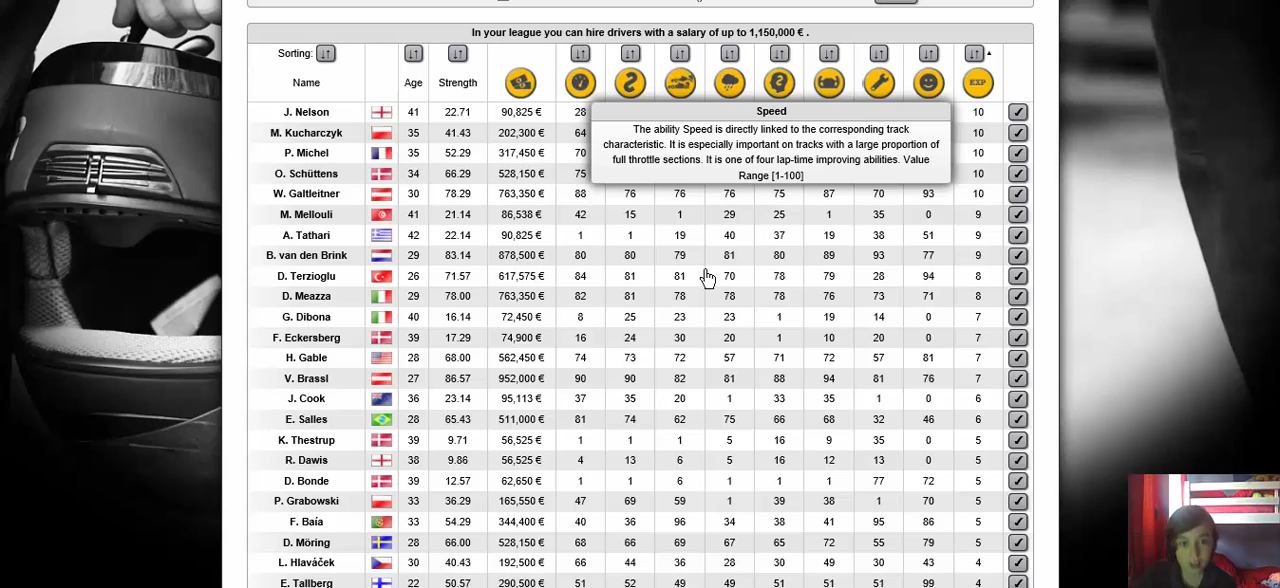 In your league you can hire drivers with a salary of up to 1,150,000 € .
Sorting:
Name Age Strength EXP
J. Nelson 41 22.71 90,825 € 28 10
M. Kucharczyk 35 41.43 202,300 € 64 10
P. Michel 35 52.29 317,450 € 70 10
O. Schüttens 34 66.29 528,150 € 75 10
Speed
The ability Speed is directly linked to the corresponding track
characteristic. It is especially important on tracks with a large proportion of
full throttle sections. It is one of four lap-time improving abilities. Value
Range [1-100]
W. Galtleitner 34 78.29 763,350 € 88 76 76 76 75 87 70 93 10
M. Mellouli 41 21.14 86,538 € 42 15 1 29 25 1 35 0 9
A. Tathari 42 22.14 90,825 € 1 1 19 40 37 19 38 51 9
B. van den Brink 29 83.14 878,500 € 80 80 79 81 80 89 93 77 9
D. Terzioglu 26 71.57 617,575 € 84 81 81 70 78 79 28 94 8
D. Meazza 29 78.00 763,350 € 82 81 78 78 78 76 73 71 8
G. Dibona 40 16.14 72,450 € 8 25 23 23 1 19 14 0 7
F. Eckersberg 39 17.29 74,900 € 16 24 30 20 1 10 20 0 7
H. Gable 28 68.00 562,450 € 74 73 72 57 71 72 57 81 7
V. Brassl 27 86.57 952,000 € 90 90 82 81 88 94 81 76 7
J. Cook 36 23.14 95,113 € 37 35 20 1 33 35 1 0 6
E. Salles 28 65.43 511,000 € 81 74 62 75 66 68 32 46 6
K. Thestrup 39 9.71 56,525 € 1 1 1 5 16 9 35 0 5
R. Dawis 38 9.86 56,525 € 4 13 6 5 16 12 13 0 5
D. Bonde 39 12.57 62,650 € 1 1 6 1 1 1 77 72 5
P. Grabowski 33 36.29 165,550 € 47 69 59 1 39 38 1 70 5
F. Baía 33 54.29 344,400 € 40 36 96 34 38 41 95 86 5
D. Möring 28 66.00 528,150 € 68 66 69 67 65 72 55 79 5
L. Hlaváček 30 40.43 192,500 € 66 44 36 28 30 49 30 43 4
E. Tallberg 22 50.57 290,500 € 51 52 49 49 51 51 51 99 4